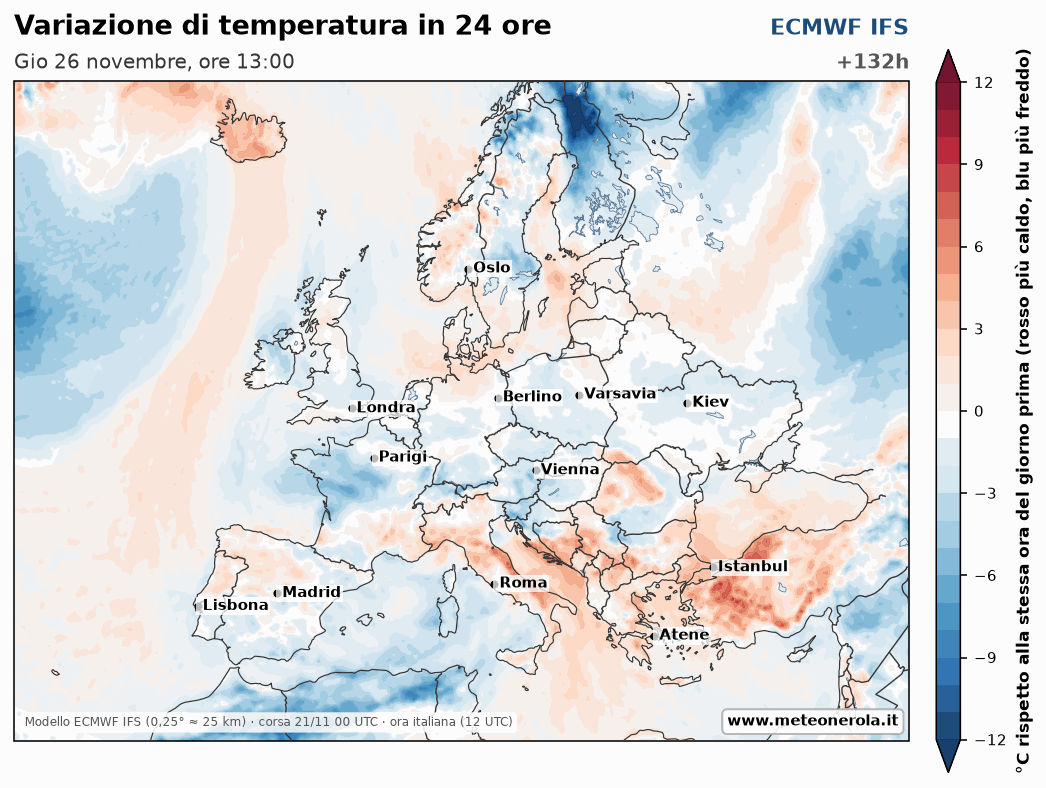 Variazione di temperatura in 24 ore
ECMWF IFS
Gio 26 novembre, ore 13:00
+132h
Oslo
Londra
Berlino
Varsavia
Kiev
Parigi
Vienna
Istanbul
Roma
Madrid
Lisbona
Atene
Modello ECMWF IFS (0,25° ≈ 25 km) · corsa 21/11 00 UTC · ora italiana (12 UTC)
www.meteonerola.it
12
9
6
3
0
−3
−6
−9
−12
°C rispetto alla stessa ora del giorno prima (rosso più caldo, blu più freddo)